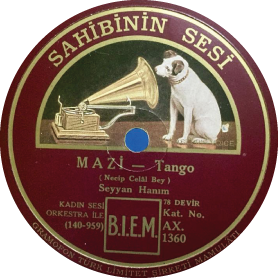 SAHİBİNİN SESİ
MAZİ — Tango
(Necip Celâl Bey)
Seyyan Hanım
KADIN SESİ
ORKESTRA İLE
(140-959)
B.I.E.M.
78 DEVİR
Kat. No.
AX.
1360
GRAMOFON TÜRK LİMİTET ŞİRKETİ MAMULÂTI